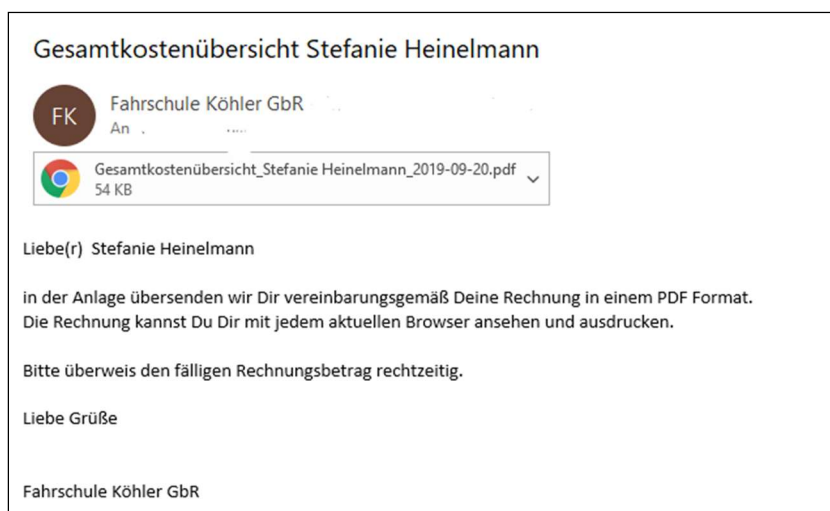 Gesamtkostenübersicht Stefanie Heinelmann
FK
Fahrschule Köhler GbR
An
Gesamtkostenübersicht_Stefanie Heinelmann_2019-09-20.pdf
54 KB
Liebe(r) Stefanie Heinelmann
in der Anlage übersenden wir Dir vereinbarungsgemäß Deine Rechnung in einem PDF Format.
Die Rechnung kannst Du Dir mit jedem aktuellen Browser ansehen und ausdrucken.
Bitte überweis den fälligen Rechnungsbetrag rechtzeitig.
Liebe Grüße
Fahrschule Köhler GbR